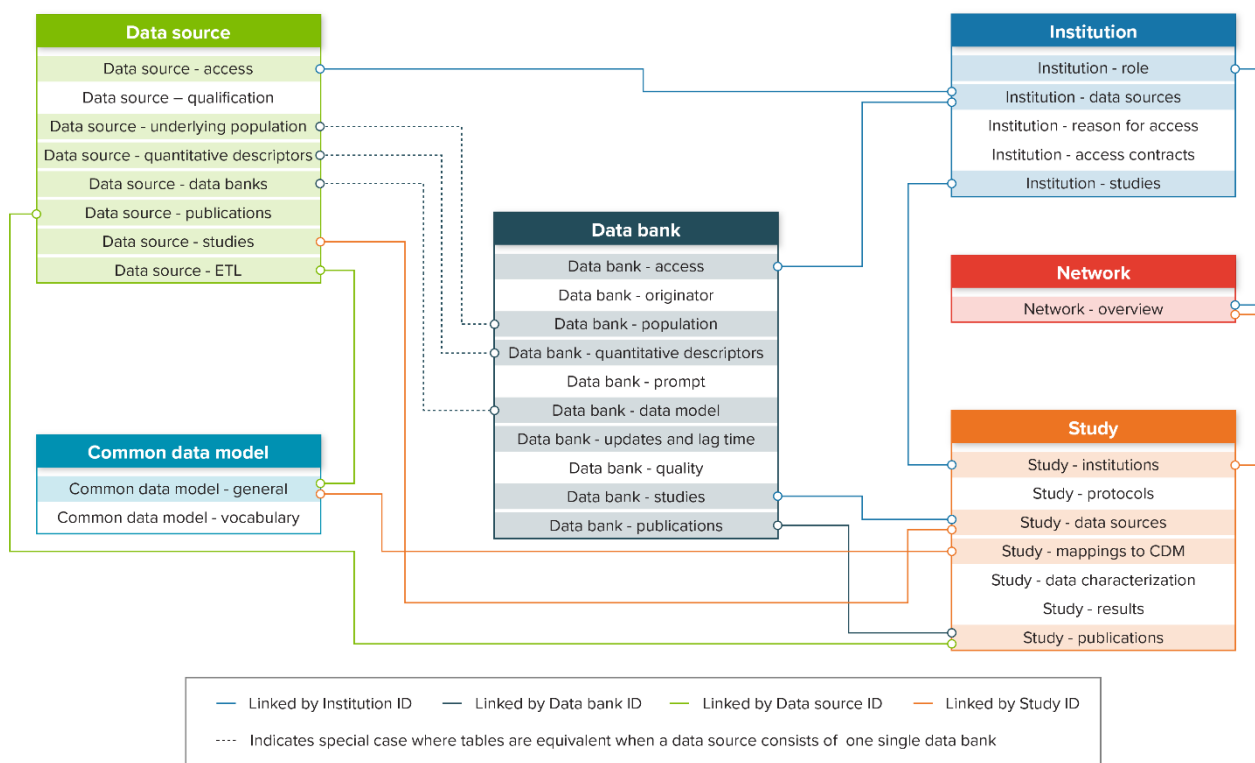 Data source
Data source - access
Data source – qualification
Data source - underlying population
Data source - quantitative descriptors
Data source - data banks
Data source - publications
Data source - studies
Data source - ETL
Common data model
Common data model - general
Common data model - vocabulary
Data bank
Data bank - access
Data bank - originator
Data bank - population
Data bank - quantitative descriptors
Data bank - prompt
Data bank - data model
Data bank - updates and lag time
Data bank - quality
Data bank - studies
Data bank - publications
Institution
Institution - role
Institution - data sources
Institution - reason for access
Institution - access contracts
Institution - studies
Network
Network - overview
Study
Study - institutions
Study - protocols
Study - data sources
Study - mappings to CDM
Study - data characterization
Study - results
Study - publications
Linked by Institution ID
Linked by Data bank ID
Linked by Data source ID
Linked by Study ID
Indicates special case where tables are equivalent when a data source consists of one single data bank